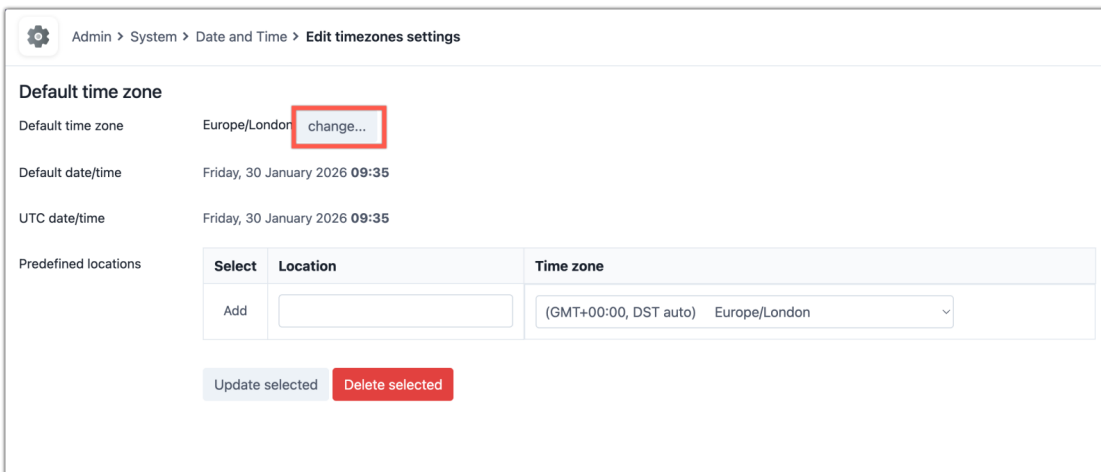 Admin > System > Date and Time > Edit timezones settings
Default time zone
Default time zone Europe/London change...
Default date/time Friday, 30 January 2026 09:35
UTC date/time Friday, 30 January 2026 09:35
Predefined locations Select Location Time zone
Add (GMT+00:00, DST auto) Europe/London
Update selected Delete selected